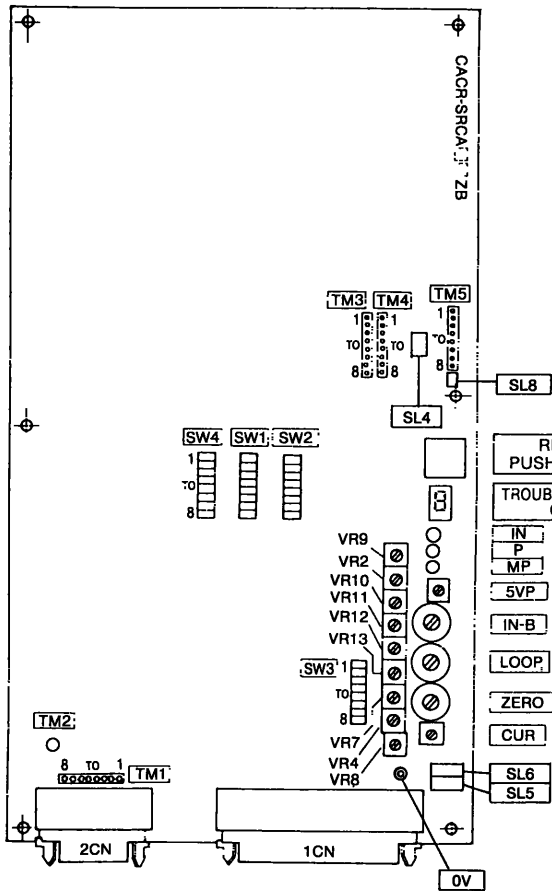 CACR-SRCA ZB
TM3 TM4 TM5
1 1 1
TO TO TO
8 8 8
SL8
SL4
SW4 SW1 SW2
1
TO
8
PUSH
TROUB
8
IN
P
MP
5VP
IN-B
LOOP
ZERO
CUR
VR9
VR2
VR10
VR11
VR12
VR13
SW3
1
TO
8
VR7
VR4
VR8
TM2
8 TO 1
TM1
SL6
SL5
2CN
1CN
0V